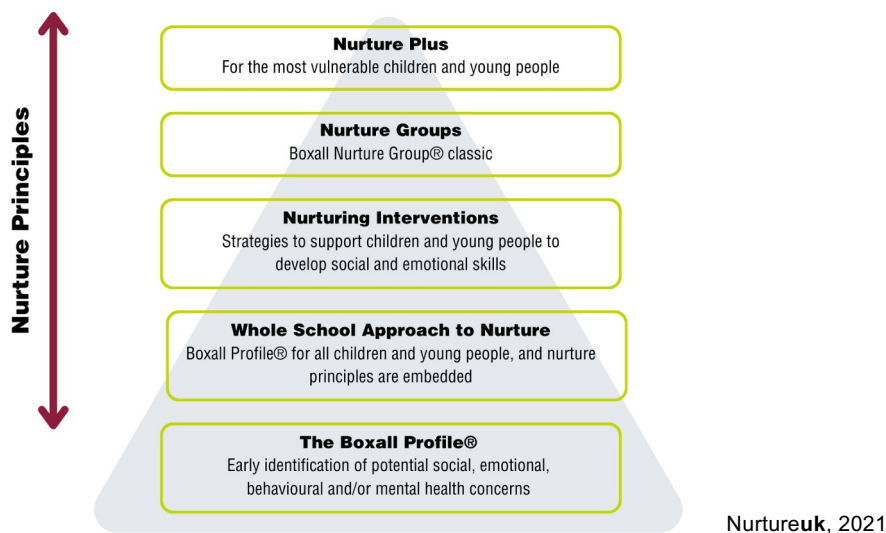 Nurture Principles
Nurture Plus
For the most vulnerable children and young people
Nurture Groups
Boxall Nurture Group® classic
Nurturing Interventions
Strategies to support children and young people to
develop social and emotional skills
Whole School Approach to Nurture
Boxall Profile® for all children and young people, and nurture
principles are embedded
The Boxall Profile®
Early identification of potential social, emotional,
behavioural and/or mental health concerns
Nurtureuk, 2021